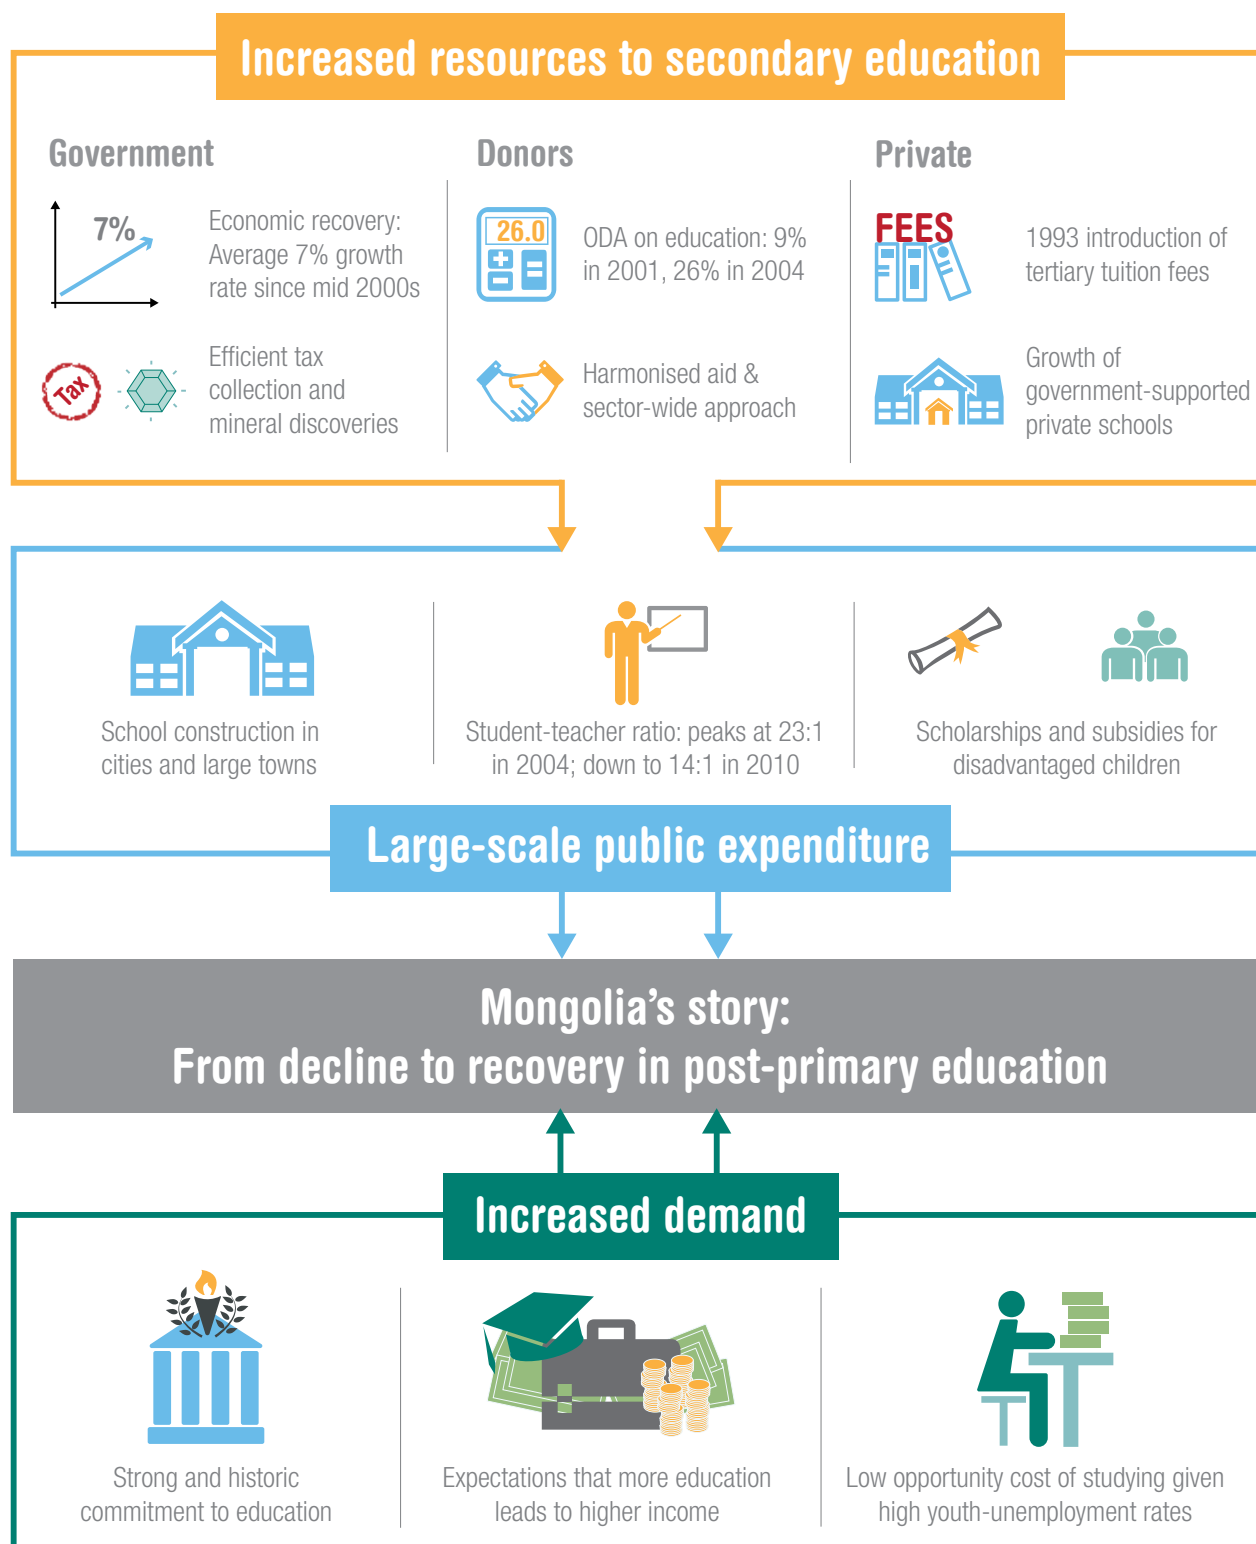 Increased resources to secondary education
Government
7%
Economic recovery:
Average 7% growth
rate since mid 2000s
Tax
Efficient tax
collection and
mineral discoveries
Donors
26.0
ODA on education: 9%
in 2001, 26% in 2004
Harmonised aid &
sector-wide approach
Private
FEES
1993 introduction of
tertiary tuition fees
Growth of
government-supported
private schools
School construction in
cities and large towns
Student-teacher ratio: peaks at 23:1
in 2004; down to 14:1 in 2010
Scholarships and subsidies for
disadvantaged children
Large-scale public expenditure
Mongolia’s story:
From decline to recovery in post-primary education
Increased demand
Strong and historic
commitment to education
Expectations that more education
leads to higher income
Low opportunity cost of studying given
high youth-unemployment rates